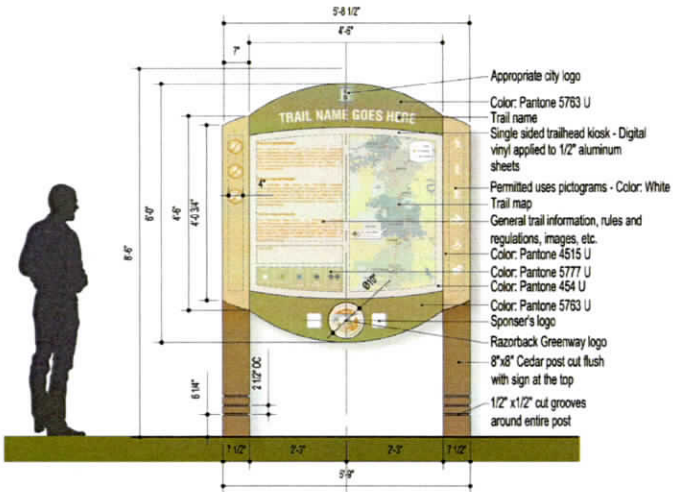 5'-8 1/2"
4'-6"
7"
Appropriate city logo
Color: Pantone 5763 U
TRAIL NAME GOES HERE
Trail name
Single sided trailhead kiosk - Digital
vinyl applied to 1/2" aluminum
sheets
Permitted uses pictograms - Color: White
4"
Trail map
8'-6"
6'-0"
4'-6"
4'-0 3/4"
General trail information, rules and
regulations, images, etc.
Color: Pantone 4515 U
Color: Pantone 5777 U
Color: Pantone 454 U
Ø10"
Color: Pantone 5763 U
Sponser's logo
Razorback Greenway logo
8"x8" Cedar post cut flush
with sign at the top
6 1/4"
2 1/2" OC
1/2" x1/2" cut grooves
around entire post
7 1/2"
2'-3"
2'-3"
7 1/2"
5'-9"